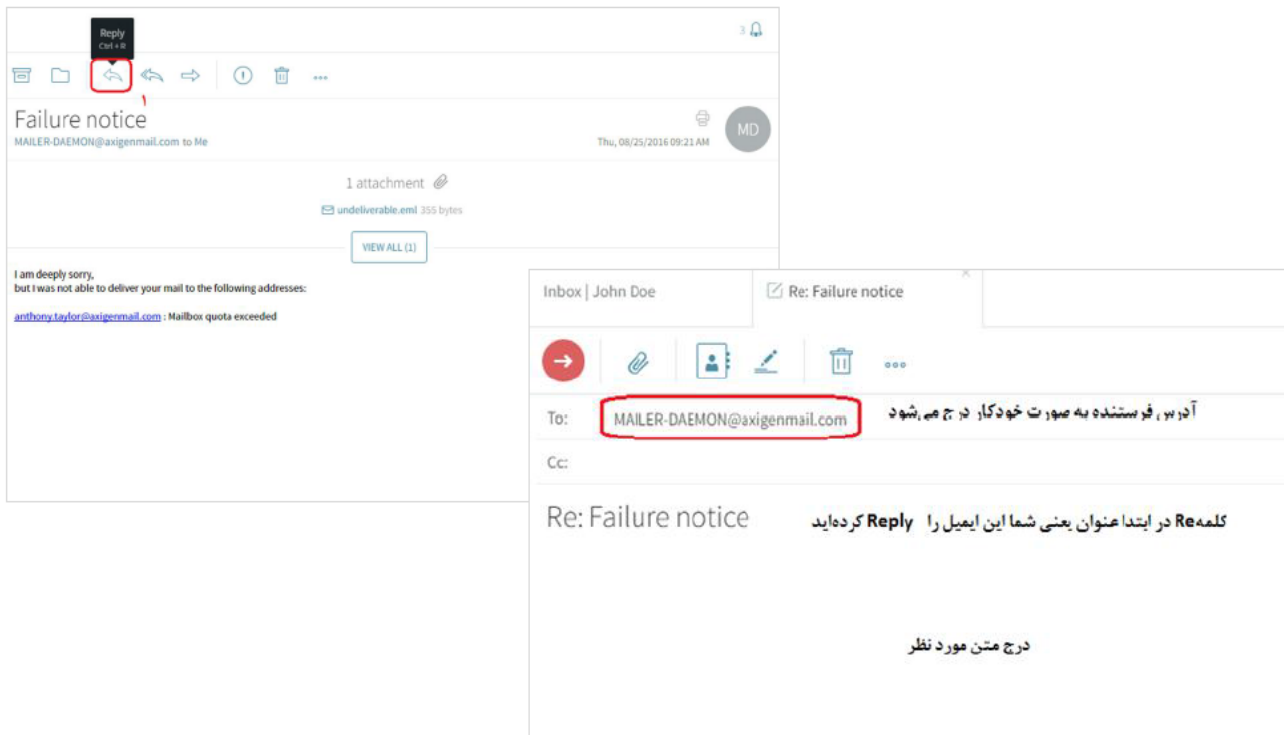 Reply
Ctrl + R
3
۱
Failure notice
MAILER-DAEMON@axigenmail.com to Me
Thu, 08/25/2016 09:21 AM
MD
1 attachment
undeliverable.eml 355 bytes
VIEW ALL (1)
I am deeply sorry,
but I was not able to deliver your mail to the following addresses:
anthony.taylor@axigenmail.com : Mailbox quota exceeded
Inbox | John Doe
Re: Failure notice
To: MAILER-DAEMON@axigenmail.com آدرس فرستنده به صورت خودکار درج می‌شود
Cc:
Re: Failure notice کلمه Re در ابتدا عنوان یعنی شما این ایمیل را Reply کرده‌اید
درج متن مورد نظر